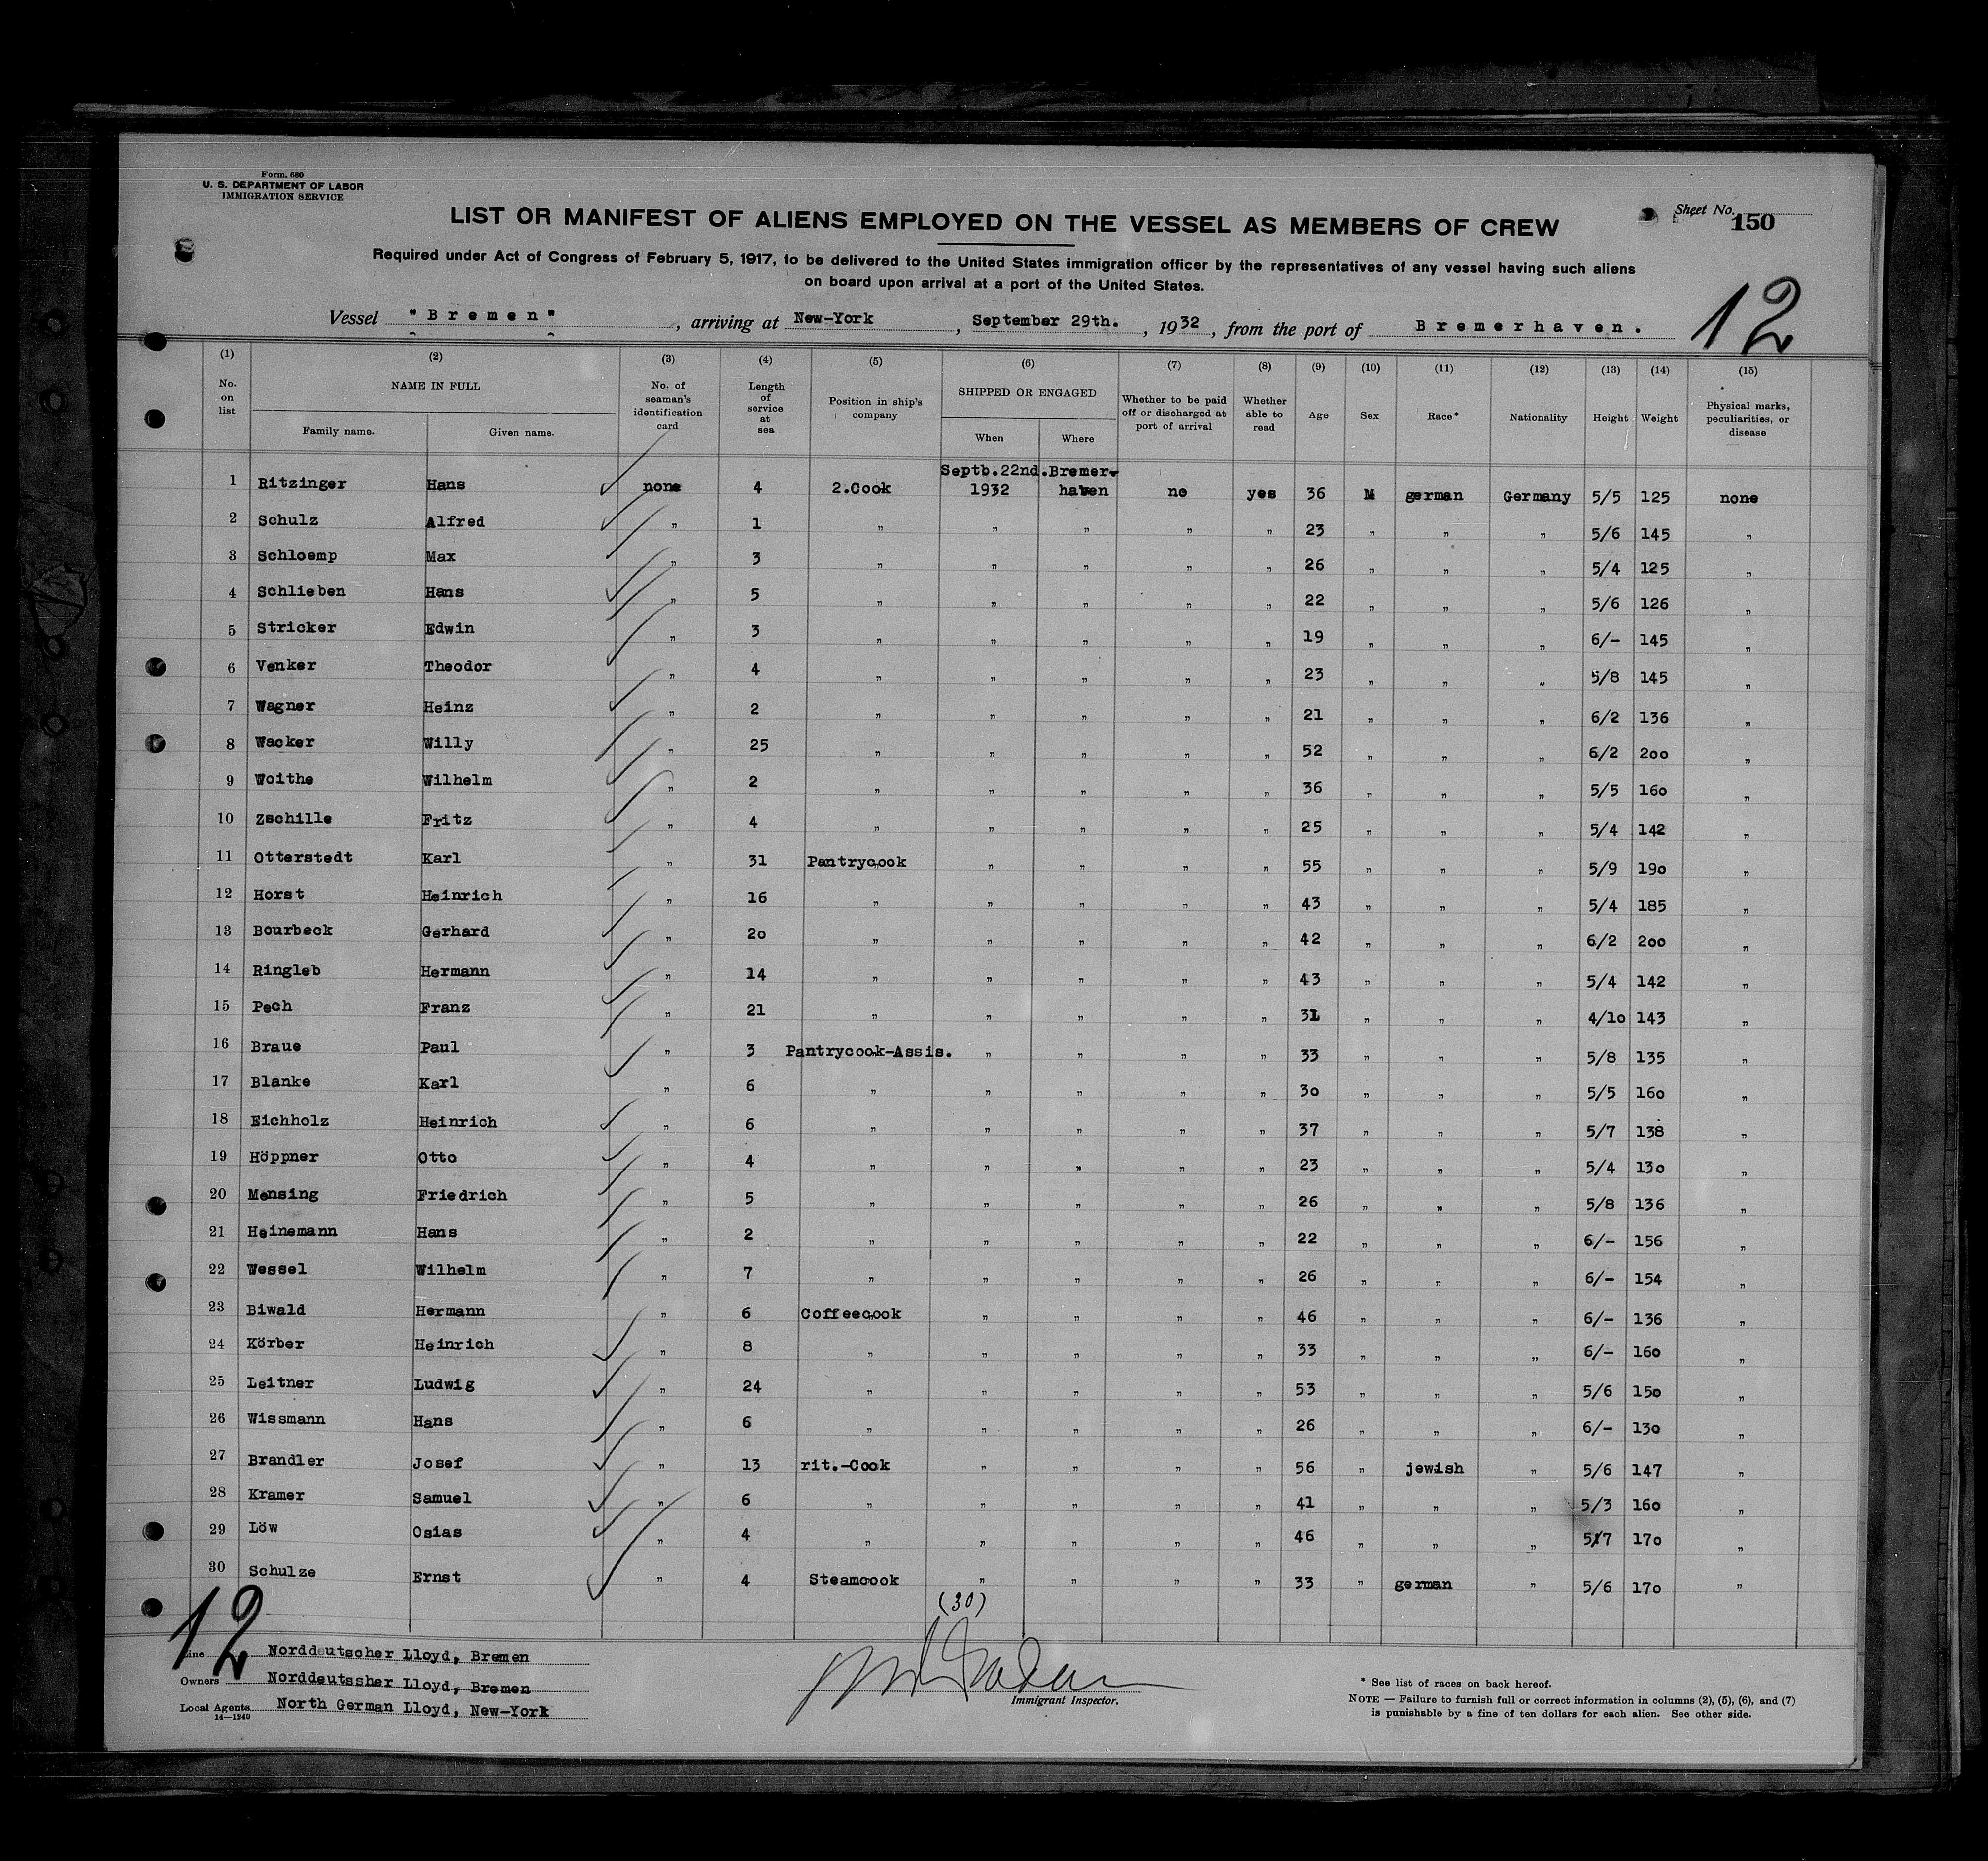 Form. 680
U. S. DEPARTMENT OF LABOR
IMMIGRATION SERVICE
Sheet No. 150
LIST OR MANIFEST OF ALIENS EMPLOYED ON THE VESSEL AS MEMBERS OF CREW
Required under Act of Congress of February 5, 1917, to be delivered to the United States immigration officer by the representatives of any vessel having such aliens
on board upon arrival at a port of the United States.
12
Vessel "Bremen", arriving at New-York, September 29th., 1932, from the port of Bremerhaven.
(1) (2) (3) (4) (5) (6) (7) (8) (9) (10) (11) (12) (13) (14) (15)
No. on list NAME IN FULL Family name. Given name. No. of seaman's identification card Length of service at sea Position in ship's company SHIPPED OR ENGAGED When Where Whether to be paid off or discharged at port of arrival Whether able to read Age Sex Race* Nationality Height Weight Physical marks, peculiarities, or disease
Septb.22nd. Bremer-
1 Ritzinger Hans none 4 2.Cook 1932 haven no yes 36 M german Germany 5/5 125 none
2 Schulz Alfred " 1 " " " " " 23 " " " 5/6 145 "
3 Schloemp Max " 3 " " " " " 26 " " " 5/4 125 "
4 Schlieben Hans " 5 " " " " " 22 " " " 5/6 126 "
5 Stricker Edwin " 3 " " " " " 19 " " " 6/- 145 "
6 Venker Theodor " 4 " " " " " 23 " " " 5/8 145 "
7 Wagner Heinz " 2 " " " " " 21 " " " 6/2 136 "
8 Wacker Willy " 25 " " " " " 52 " " " 6/2 200 "
9 Woithe Wilhelm " 2 " " " " " 36 " " " 5/5 160 "
10 Zschille Fritz " 4 " " " " " 25 " " " 5/4 142 "
11 Otterstedt Karl " 31 Pantrycook " " " " 55 " " " 5/9 190 "
12 Horst Heinrich " 16 " " " " " 43 " " " 5/4 185 "
13 Bourbeck Gerhard " 20 " " " " " 42 " " " 6/2 200 "
14 Ringleb Hermann " 14 " " " " " 43 " " " 5/4 142 "
15 Pech Franz " 21 " " " " " 31 " " " 4/10 143 "
16 Braue Paul " 3 Pantrycook-Assis. " " " " 33 " " " 5/8 135 "
17 Blanke Karl " 6 " " " " " 30 " " " 5/5 160 "
18 Eichholz Heinrich " 6 " " " " " 37 " " " 5/7 138 "
19 Höppner Otto " 4 " " " " " 23 " " " 5/4 130 "
20 Mensing Friedrich " 5 " " " " " 26 " " " 5/8 136 "
21 Heinemann Hans " 2 " " " " " 22 " " " 6/- 156 "
22 Wessel Wilhelm " 7 " " " " " 26 " " " 6/- 154 "
23 Biwald Hermann " 6 Coffeecook " " " " 46 " " " 6/- 136 "
24 Körber Heinrich " 8 " " " " " 33 " " " 6/- 160 "
25 Leitner Ludwig " 24 " " " " " 53 " " " 5/6 150 "
26 Wissmann Hans " 6 " " " " " 26 " " " 6/- 130 "
27 Brandler Josef " 13 rit.-Cook " " " " 56 " jewish " 5/6 147 "
28 Kramer Samuel " 6 " " " " " 41 " " " 5/3 160 "
29 Löw Osias " 4 " " " " " 46 " " " 5/7 170 "
30 Schulze Ernst " 4 Steamcook " " " " 33 " german " 5/6 170 "
(30)
12
Line Norddeutscher Lloyd, Bremen
Owners Norddeutssher Lloyd, Bremen
Local Agents North German Lloyd, New-York
14—1240
Immigrant Inspector.
* See list of races on back hereof.
NOTE — Failure to furnish full or correct information in columns (2), (5), (6), and (7)
is punishable by a fine of ten dollars for each alien. See other side.